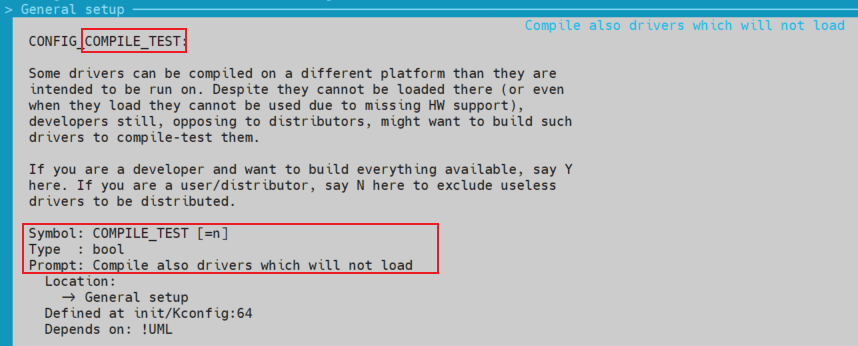 > General setup
Compile also drivers which will not load
CONFIG_COMPILE_TEST:
Some drivers can be compiled on a different platform than they are
intended to be run on. Despite they cannot be loaded there (or even
when they load they cannot be used due to missing HW support),
developers still, opposing to distributors, might want to build such
drivers to compile-test them.
If you are a developer and want to build everything available, say Y
here. If you are a user/distributor, say N here to exclude useless
drivers to be distributed.
Symbol: COMPILE_TEST [=n]
Type  : bool
Prompt: Compile also drivers which will not load
Location:
-> General setup
Defined at init/Kconfig:64
Depends on: !UML